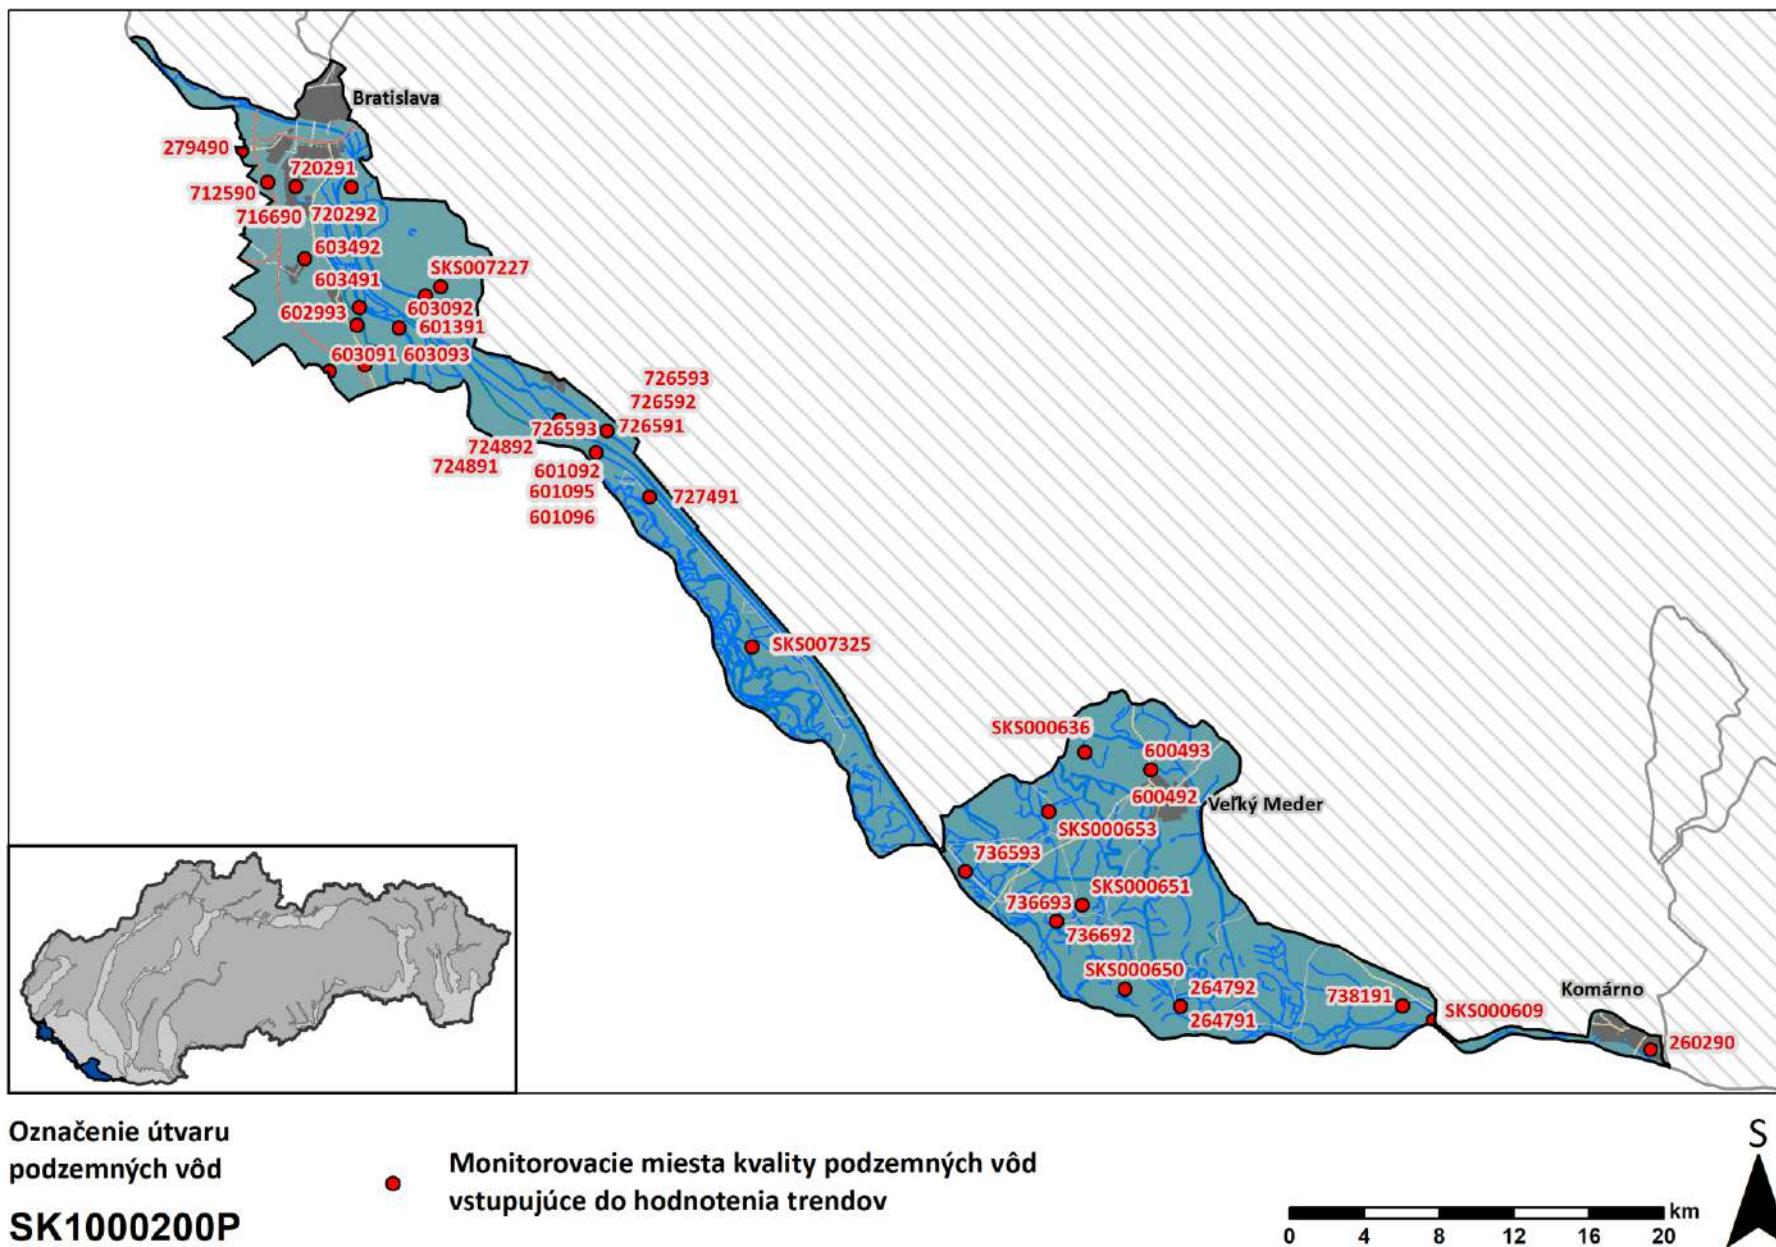 Bratislava
279490
720291
712590
716690
720292
603492
SKS007227
603491
603092
602993
601391
603091
603093
726593
726592
726593
726591
724892
724891
601092
601095
727491
601096
SKS007325
SKS000636
600493
600492
Veľký Meder
SKS000653
736593
SKS000651
736693
736692
SKS000650
264792
738191
SKS000609
264791
Komárno
260290
Označenie útvaru
podzemných vôd
SK1000200P
Monitorovacie miesta kvality podzemných vôd
vstupujúce do hodnotenia trendov
km
0 4 8 12 16 20
S